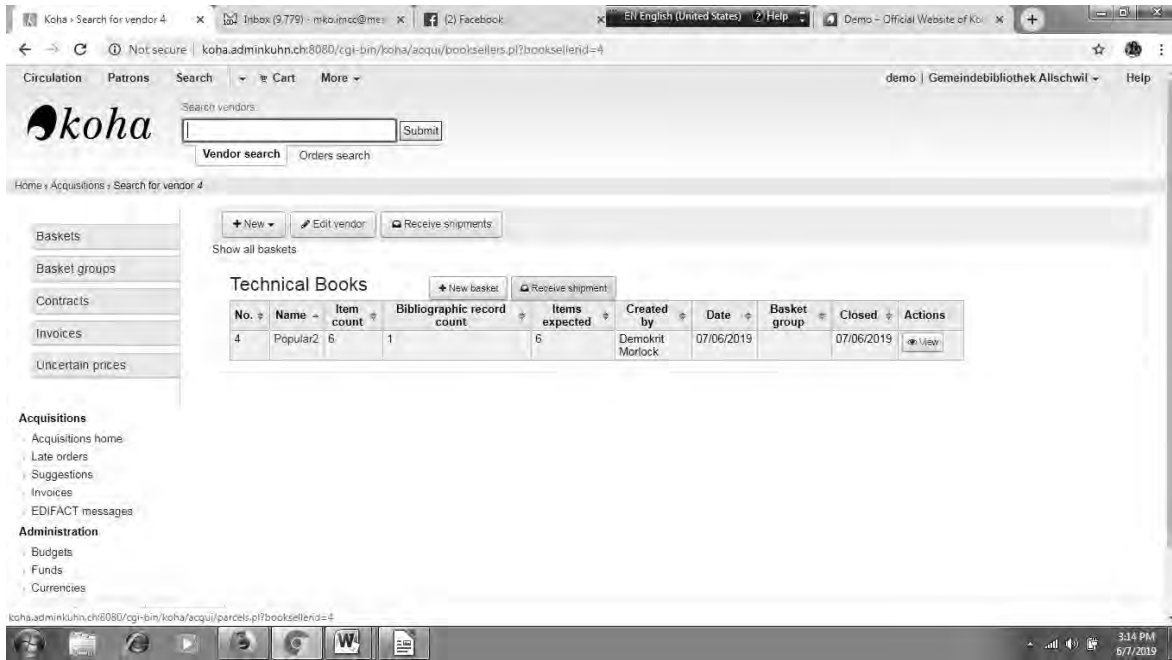 Koha › Search for vendor 4
Inbox (9,779) - mko.imcc@me
(2) Facebook
EN English (United States)
Help
Demo – Official Website of Ko
Not secure | koha.adminkuhn.ch:8080/cgi-bin/koha/acqui/booksellers.pl?booksellerid=4
Circulation Patrons Search Cart More demo | Gemeindebibliothek Allschwil Help
koha
Search vendors
Submit
Vendor search Orders search
Home › Acquisitions › Search for vendor 4
+ New Edit vendor Receive shipments
Show all baskets
Baskets
Basket groups
Contracts
Invoices
Uncertain prices
Technical Books + New basket Receive shipment
No. Name Item count Bibliographic record count Items expected Created by Date Basket group Closed Actions
4 Popular2 6 1 6 Demokrit Morlock 07/06/2019 07/06/2019 View
Acquisitions
Acquisitions home
Late orders
Suggestions
Invoices
EDIFACT messages
Administration
Budgets
Funds
Currencies
koha.adminkuhn.ch:8080/cgi-bin/koha/acqui/parcels.pl?booksellerid=4
3:14 PM
6/7/2019